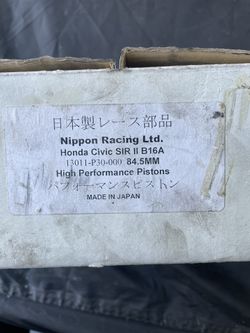 日本製レース部品
Nippon Racing Ltd.
Honda Civic SIR II B16A
13011-P30-000 84.5MM
High Performance Pistons
パフォーマンスピストン
MADE IN JAPAN